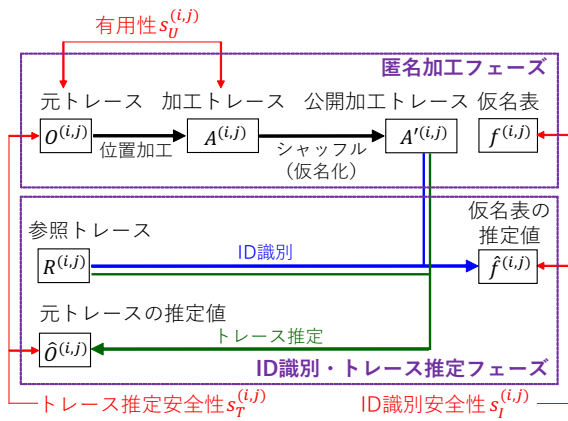 有用性 s_U^{(i,j)}
匿名加工フェーズ
元トレース 加工トレース 公開加工トレース 仮名表
O^{(i,j)} A^{(i,j)} A'^{(i,j)} f^{(i,j)}
位置加工 シャッフル
(仮名化)
仮名表の
推定値
参照トレース
R^{(i,j)} ID識別 f̂^{(i,j)}
元トレースの推定値
Ô^{(i,j)} トレース推定
ID識別・トレース推定フェーズ
トレース推定安全性 s_T^{(i,j)} ID識別安全性 s_I^{(i,j)}